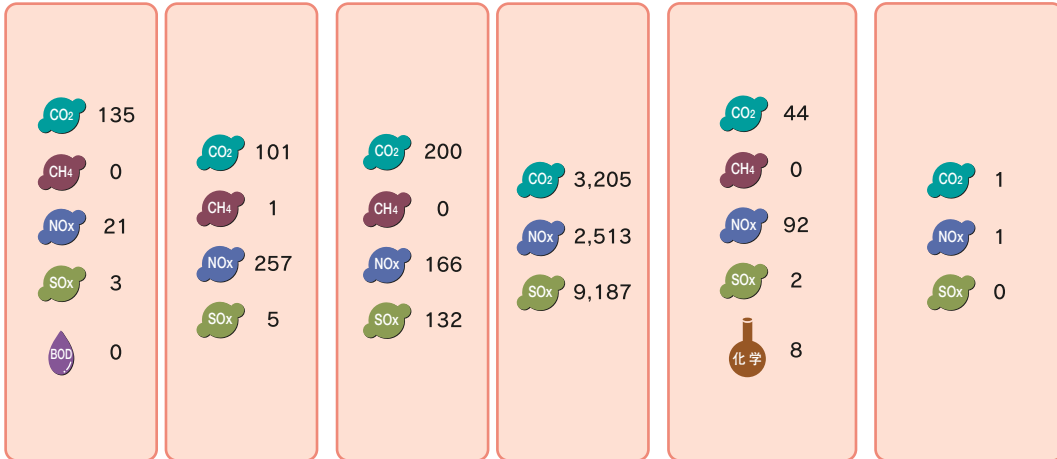 CO2 135
CH4 0
NOx 21
SOx 3
BOD 0
CO2 101
CH4 1
NOx 257
SOx 5
CO2 200
CH4 0
NOx 166
SOx 132
CO2 3,205
NOx 2,513
SOx 9,187
CO2 44
CH4 0
NOx 92
SOx 2
化学 8
CO2 1
NOx 1
SOx 0